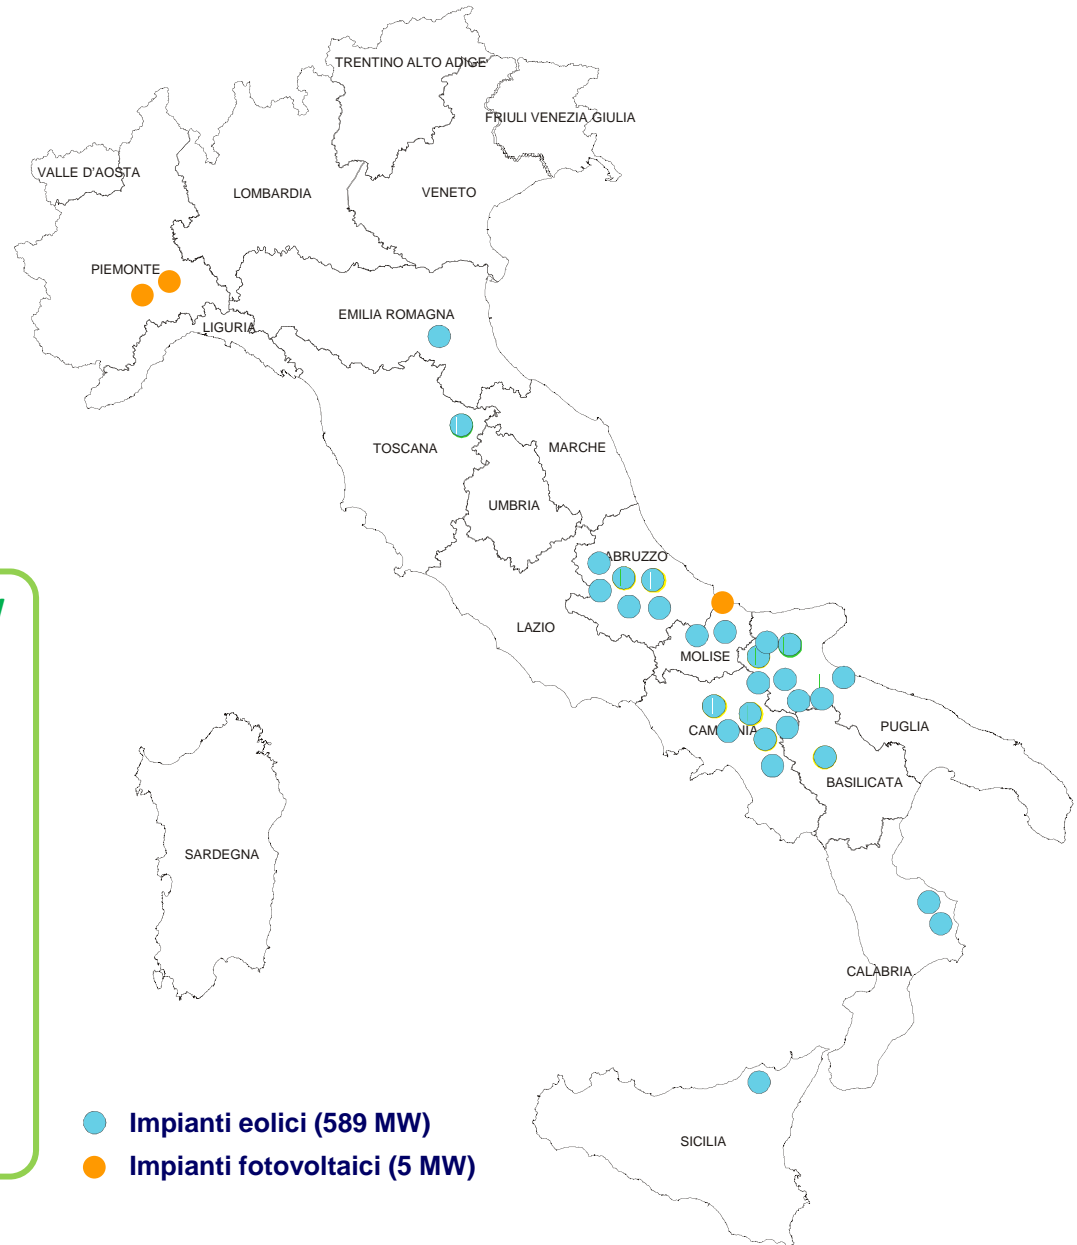 TRENTINO ALTO ADIGE
FRIULI VENEZIA GIULIA
VALLE D'AOSTA
LOMBARDIA
VENETO
PIEMONTE
EMILIA ROMAGNA
LIGURIA
TOSCANA
MARCHE
UMBRIA
ABRUZZO
LAZIO
MOLISE
PUGLIA
CAMPANIA
BASILICATA
SARDEGNA
CALABRIA
SICILIA
Impianti eolici (589 MW)
Impianti fotovoltaici (5 MW)